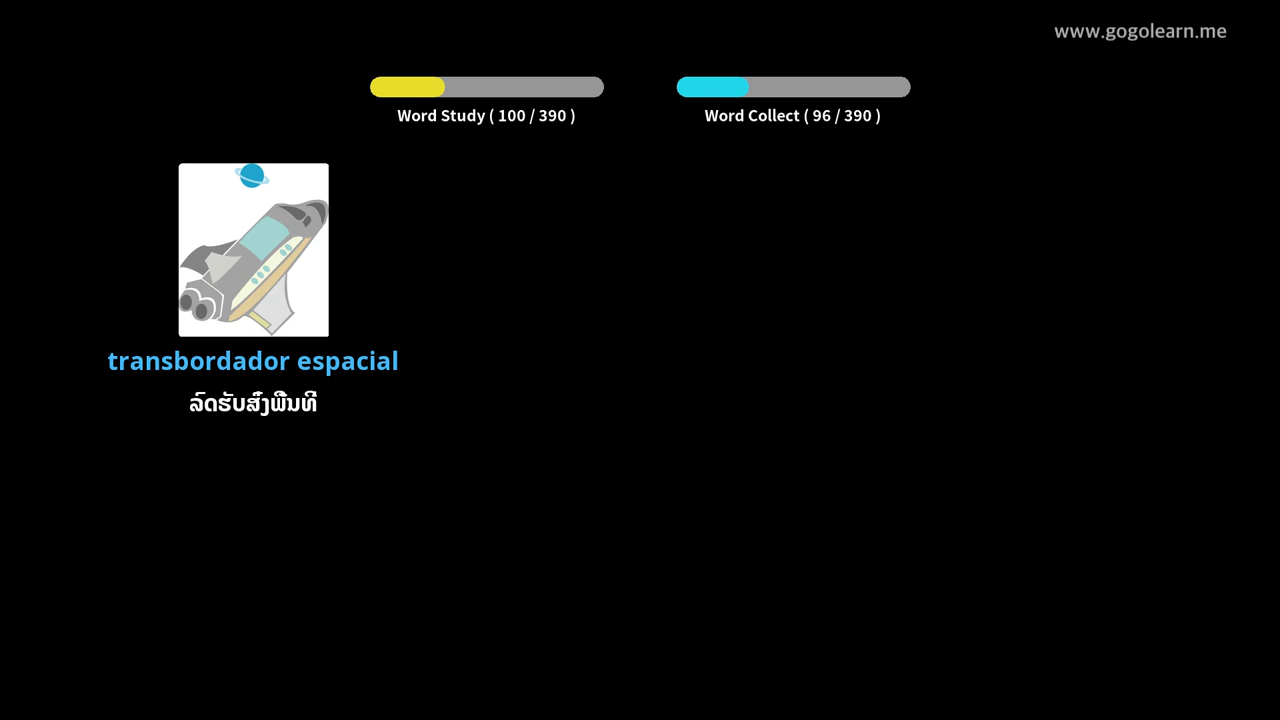 www.gogolearn.me
Word Study ( 100 / 390 )
Word Collect ( 96 / 390 )
transbordador espacial
ລົດຮັບສົ່ງພື້ນທີ່